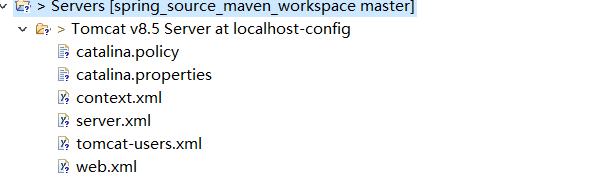 > Servers [spring_source_maven_workspace master]
> Tomcat v8.5 Server at localhost-config
catalina.policy
catalina.properties
context.xml
server.xml
tomcat-users.xml
web.xml